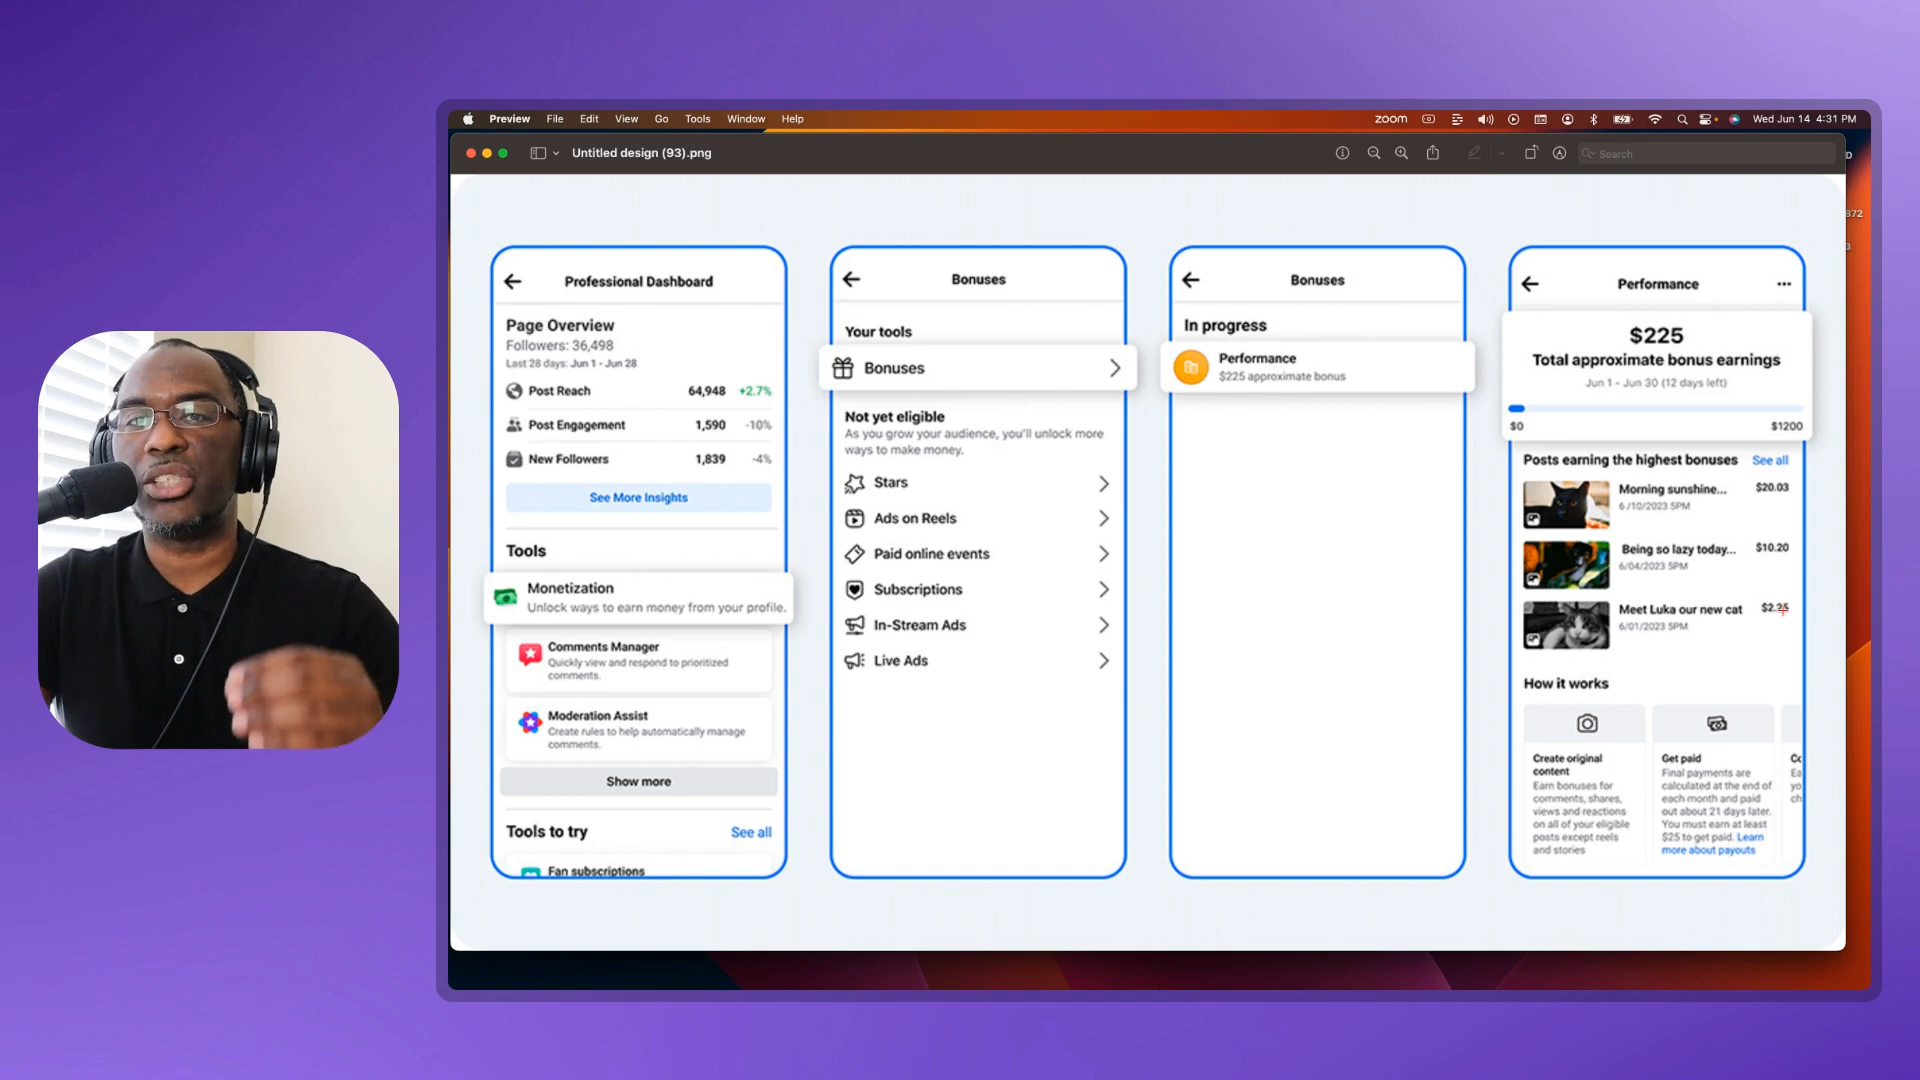 Preview File Edit View Go Tools Window Help
zoom Wed Jun 14 4:31 PM
Untitled design (93).png
Search
Professional Dashboard
Page Overview
Followers: 36,498
Last 28 days: Jun 1 - Jun 28
Post Reach 64,948 +2.7%
Post Engagement 1,590 -10%
New Followers 1,839 -4%
See More Insights
Tools
Monetization
Unlock ways to earn money from your profile.
Comments Manager
Quickly view and respond to prioritized
comments.
Moderation Assist
Create rules to help automatically manage
comments.
Show more
Tools to try See all
Fan subscriptions
Bonuses
Your tools
Bonuses
Not yet eligible
As you grow your audience, you'll unlock more
ways to make money.
Stars
Ads on Reels
Paid online events
Subscriptions
In-Stream Ads
Live Ads
Bonuses
In progress
Performance
$225 approximate bonus
Performance
$225
Total approximate bonus earnings
Jun 1 - Jun 30 (12 days left)
$0 $1200
Posts earning the highest bonuses See all
Morning sunshine... $20.03
6/10/2023 5PM
Being so lazy today... $10.20
6/04/2023 5PM
Meet Luka our new cat
6/01/2023 5PM
How it works
Create original
content
Earn bonuses for
comments, shares,
views and reactions
on all of your eligible
posts except reels
and stories
Get paid
Final payments are
calculated at the end of
each month and paid
out about 21 days later.
You must earn at least
$25 to get paid. Learn
more about payouts